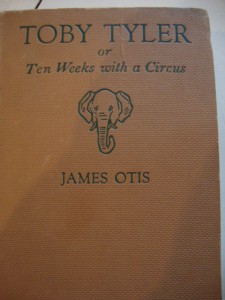 TOBY TYLER
or
Ten Weeks with a Circus
JAMES OTIS